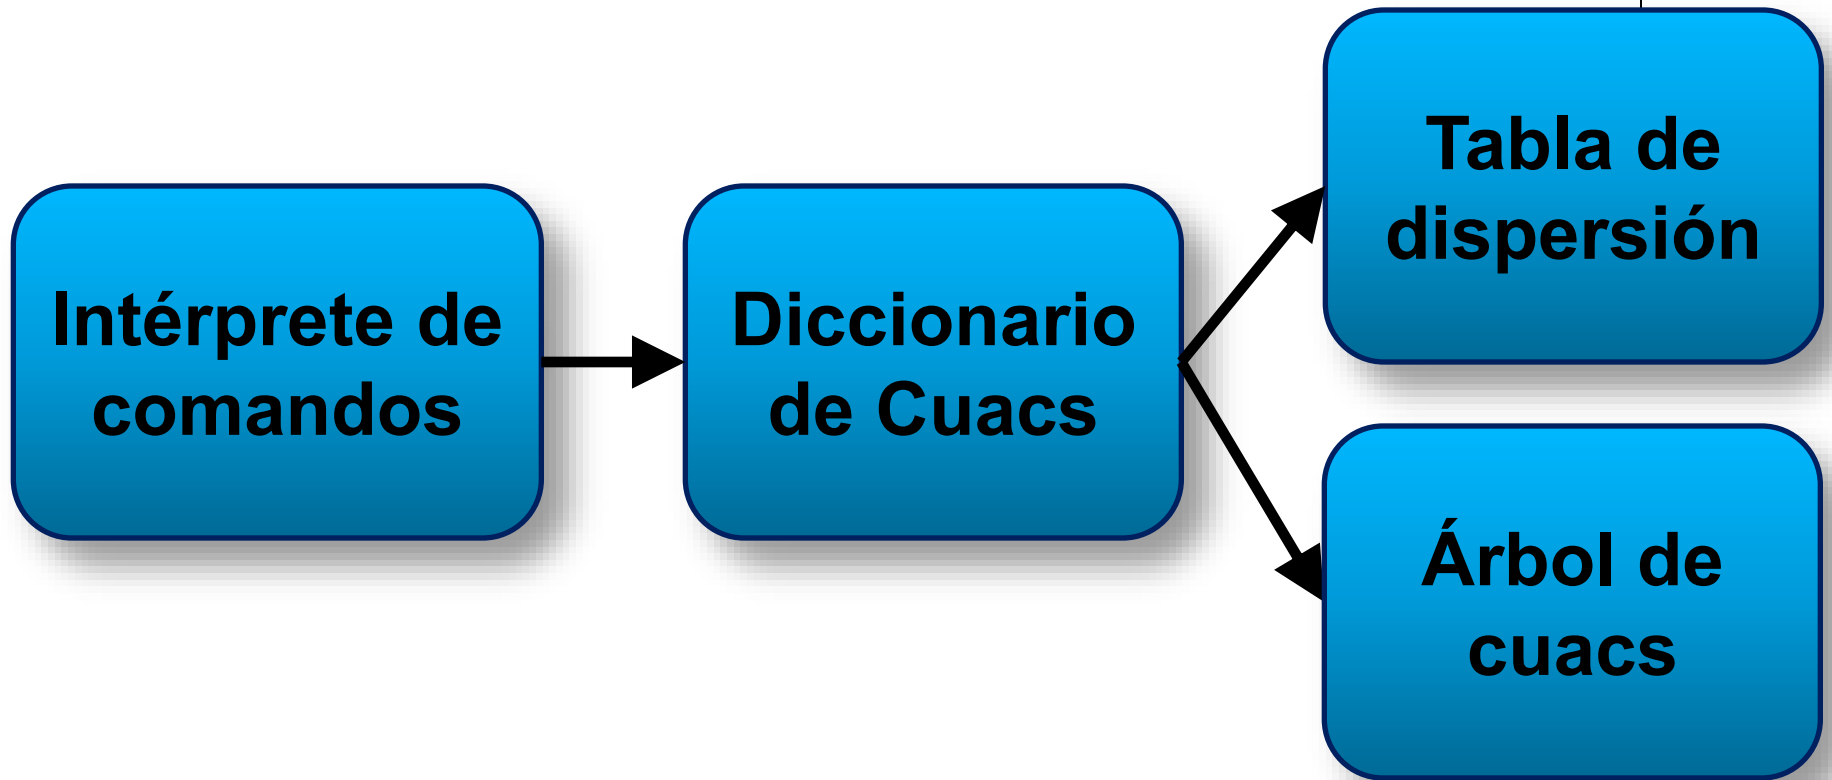 Intérprete de
comandos
Diccionario
de Cuacs
Tabla de
dispersión
Árbol de
cuacs